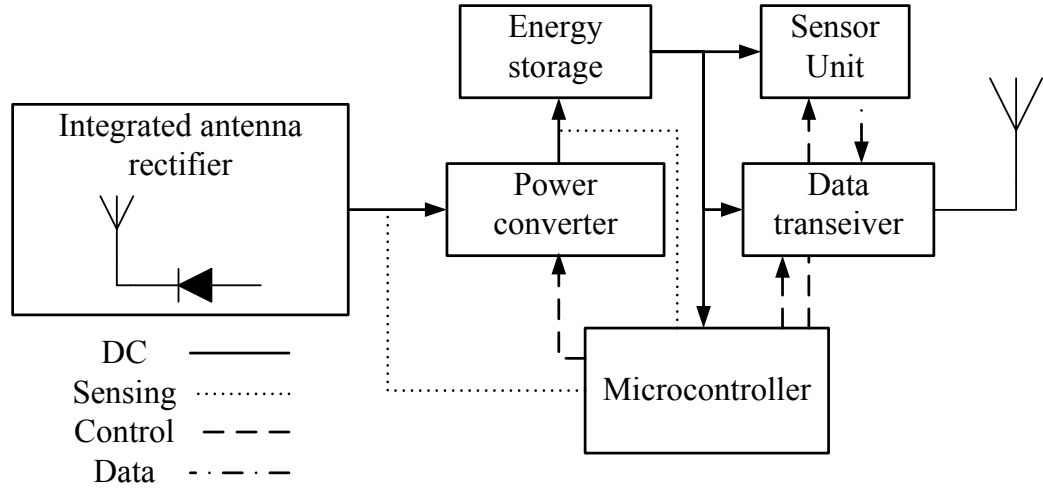 Energy
storage
Sensor
Unit
Integrated antenna
rectifier
Power
converter
Data
transeiver
Microcontroller
DC
Sensing
Control
Data